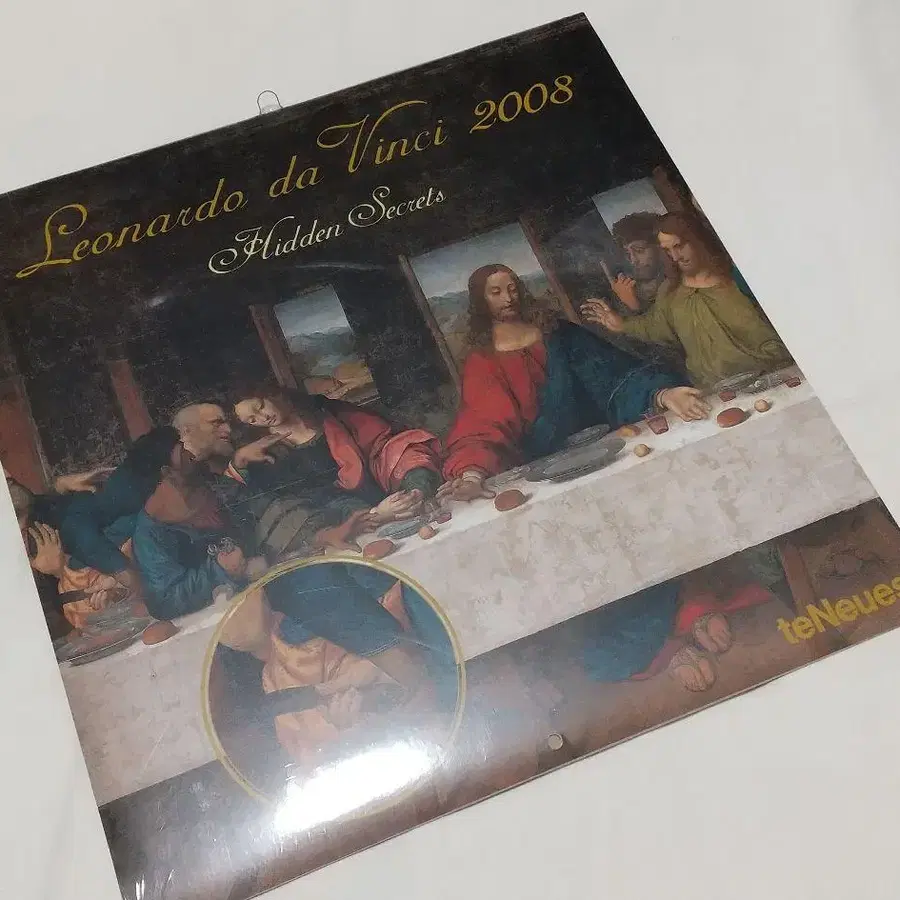 Leonardo da Vinci 2008
Hidden Secrets
teNeues